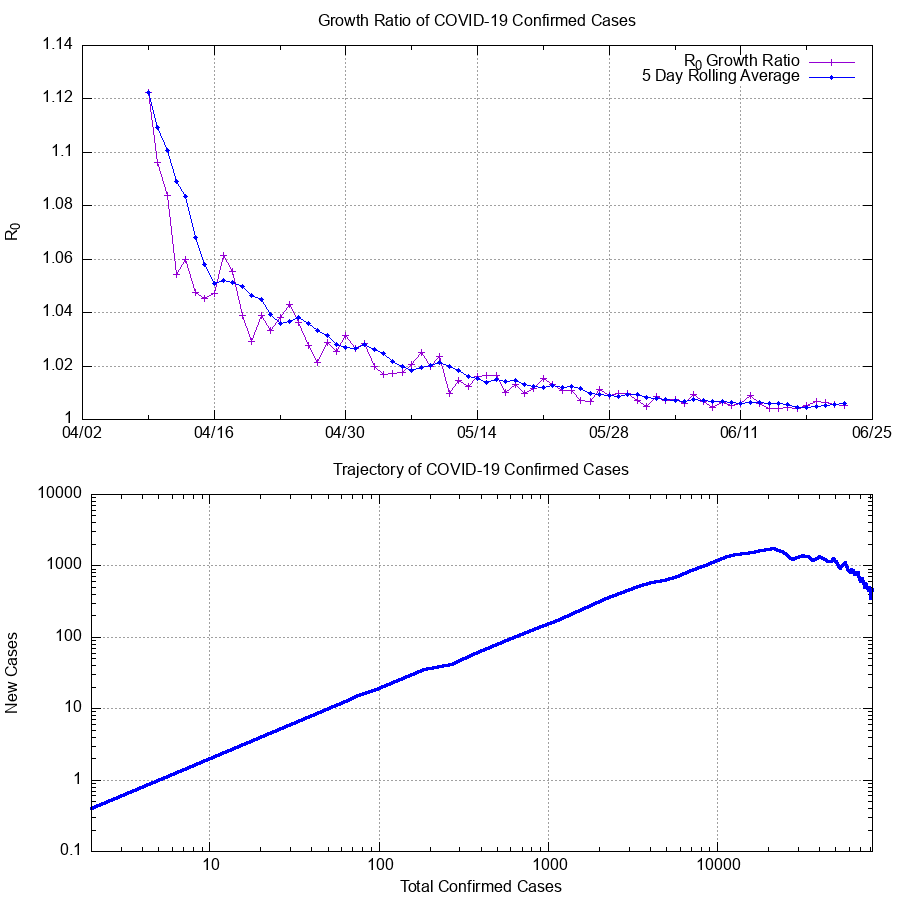 Growth Ratio of COVID-19 Confirmed Cases
1.14
R0 Growth Ratio
5 Day Rolling Average
1.12
1.1
1.08
R0
1.06
1.04
1.02
1
04/02 04/16 04/30 05/14 05/28 06/11 06/25
Trajectory of COVID-19 Confirmed Cases
10000
1000
100
New Cases
10
1
0.1
10 100 1000 10000
Total Confirmed Cases